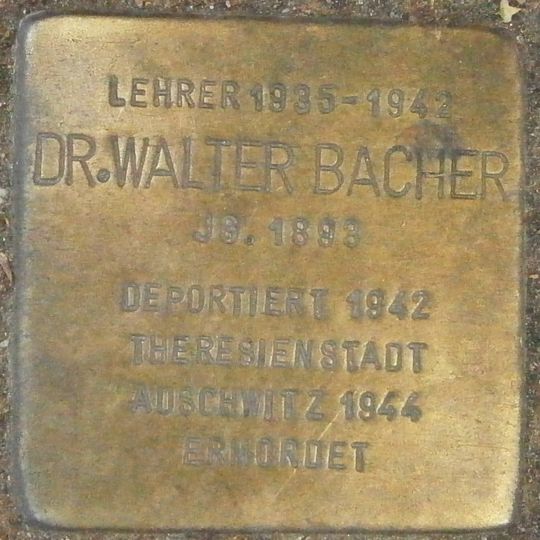 LEHRER 1935-1942
DR. WALTER BACHER
JG. 1893
DEPORTIERT 1942
THERESIENSTADT
AUSCHWITZ 1944
ERMORDET